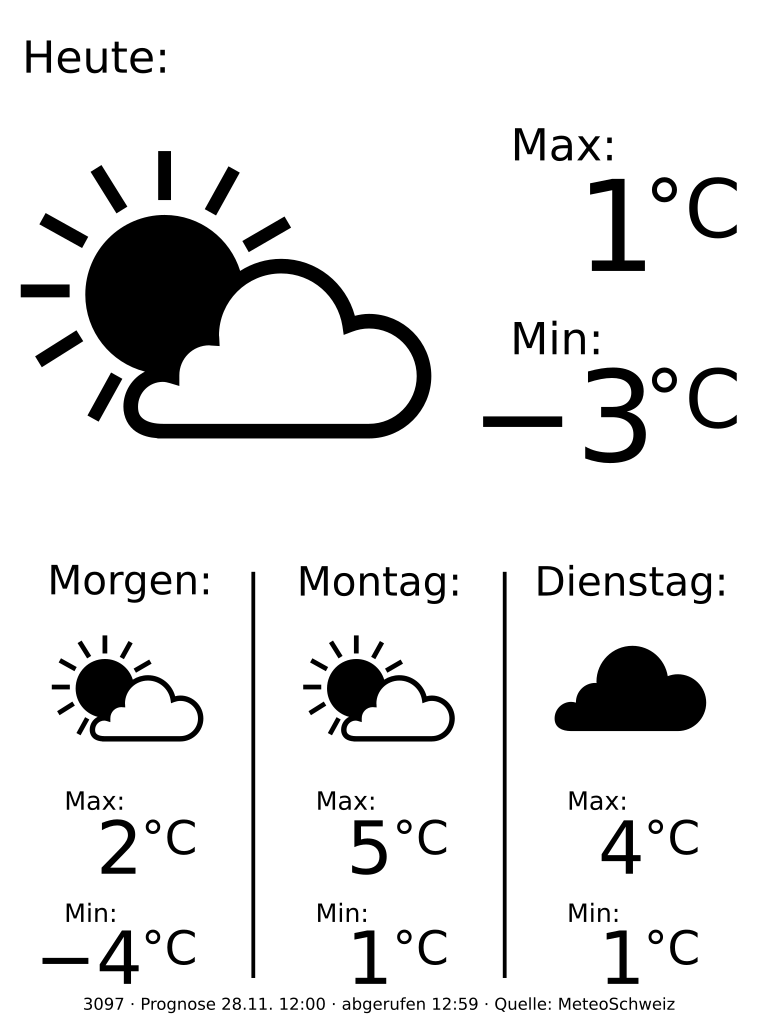 Heute:
Max:
1°C
Min:
−3°C
Morgen:
Max:
2°C
Min:
−4°C
Montag:
Max:
5°C
Min:
1°C
Dienstag:
Max:
4°C
Min:
1°C
3097 · Prognose 28.11. 12:00 · abgerufen 12:59 · Quelle: MeteoSchweiz